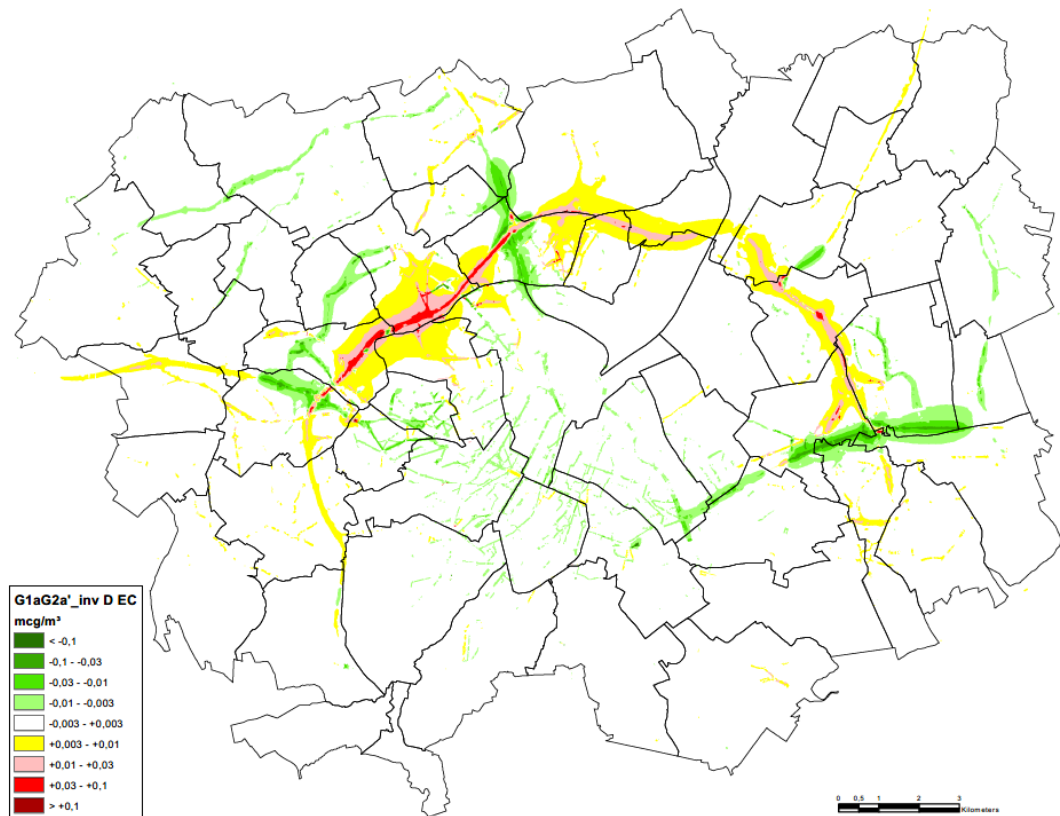 G1aG2a'_inv D EC
mcg/m³
< -0,1
-0,1 - -0,03
-0,03 - -0,01
-0,01 - -0,003
-0,003 - +0,003
+0,003 - +0,01
+0,01 - +0,03
+0,03 - +0,1
> +0,1
0 0,5 1 2 3
Kilometers